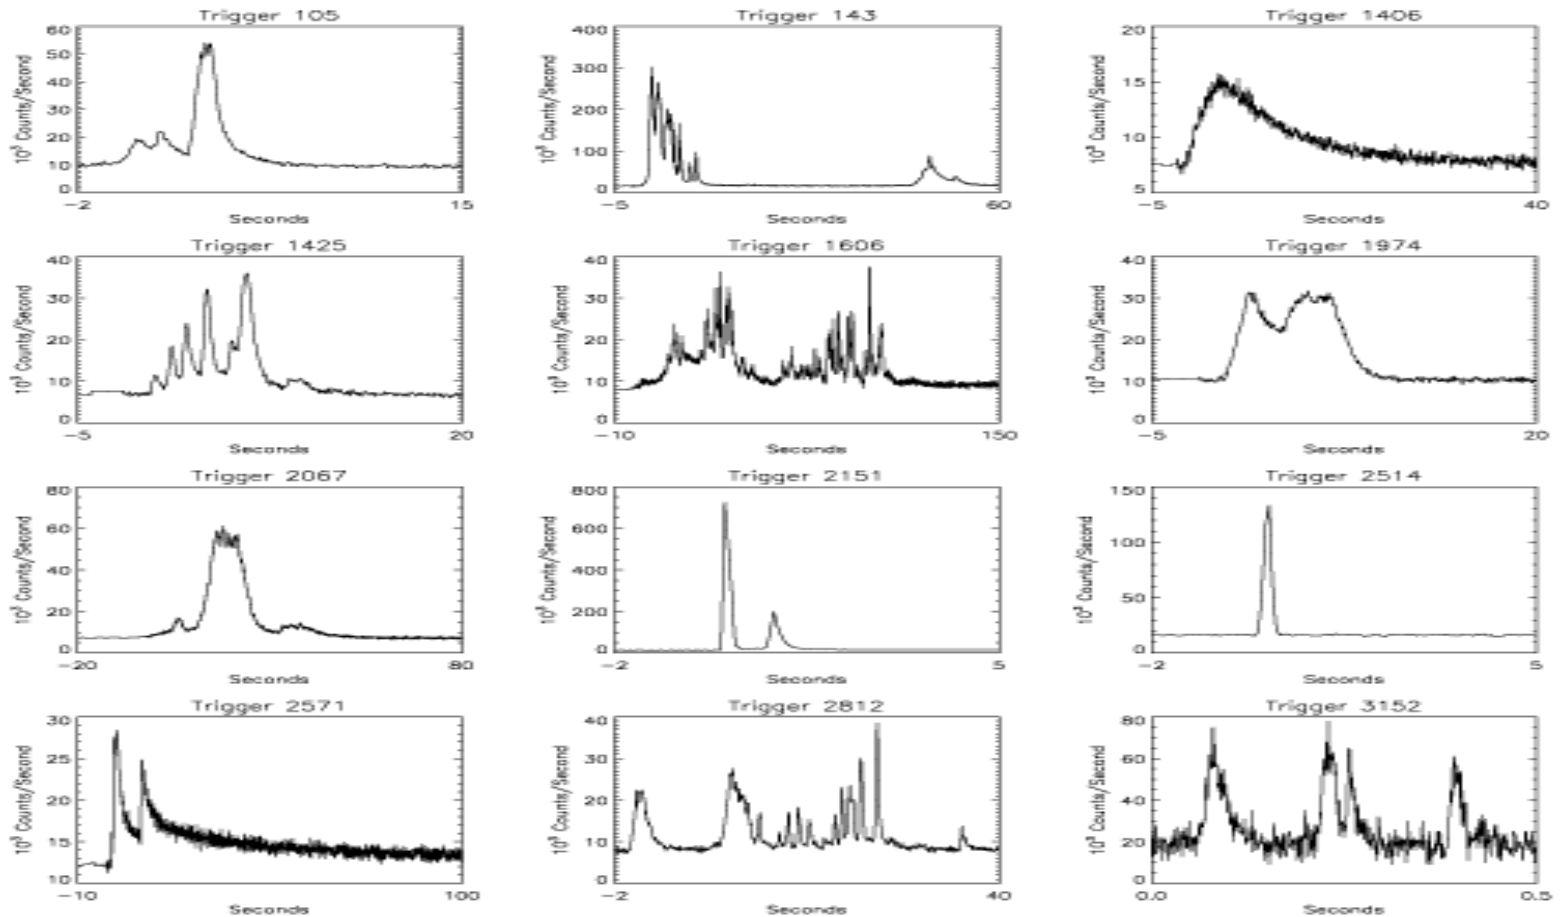 Trigger 105
60
50
40
30
20
10
0
10³ Counts/Second
-2 15
Seconds
Trigger 143
400
300
200
100
0
10³ Counts/Second
-5 60
Seconds
Trigger 1406
20
15
10
5
10³ Counts/Second
-5 40
Seconds
Trigger 1425
40
30
20
10
0
10³ Counts/Second
-5 20
Seconds
Trigger 1606
40
30
20
10
0
10³ Counts/Second
-10 150
Seconds
Trigger 1974
40
30
20
10
0
10³ Counts/Second
-5 20
Seconds
Trigger 2067
80
60
40
20
0
10³ Counts/Second
-20 80
Seconds
Trigger 2151
800
600
400
200
0
10³ Counts/Second
-2 5
Seconds
Trigger 2514
150
100
50
0
10³ Counts/Second
-2 5
Seconds
Trigger 2571
30
25
20
15
10
10³ Counts/Second
-10 100
Seconds
Trigger 2812
40
30
20
10
0
10³ Counts/Second
-2 40
Seconds
Trigger 3152
80
60
40
20
0
10³ Counts/Second
0.0 0.5
Seconds